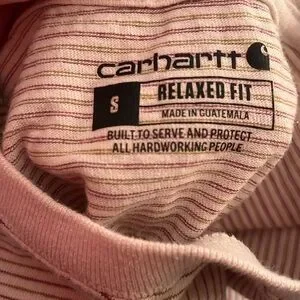 carhartt
S
RELAXED FIT
MADE IN GUATEMALA
BUILT TO SERVE AND PROTECT
ALL HARDWORKING PEOPLE